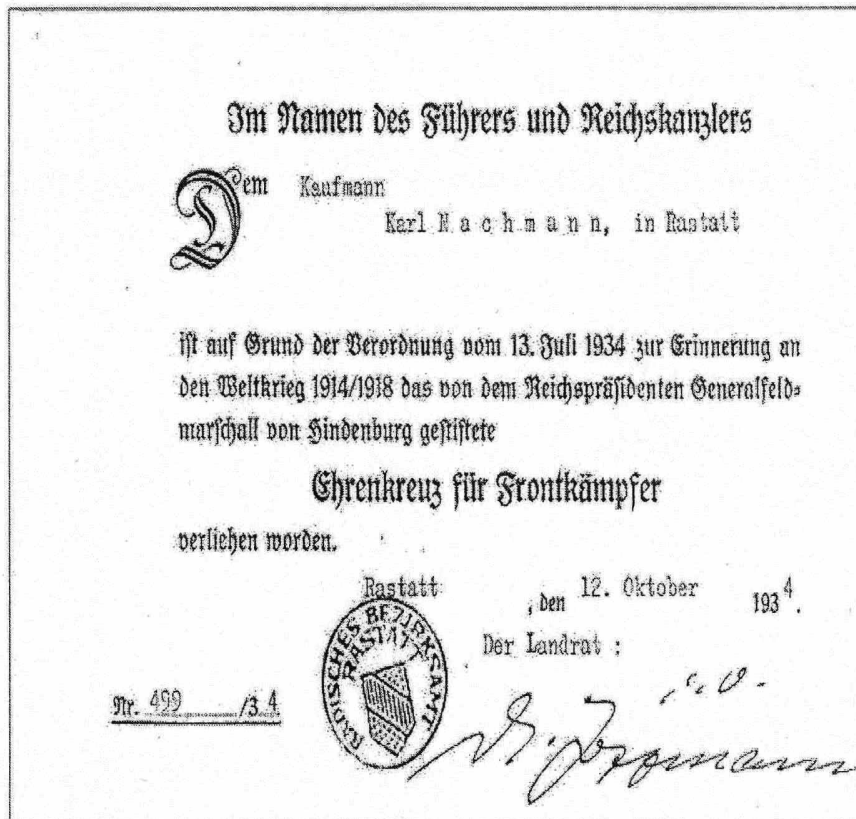 Im Namen des Führers und Reichskanzlers
Dem Kaufmann
Karl Nachmann, in Rastatt
ist auf Grund der Verordnung vom 13. Juli 1934 zur Erinnerung an
den Weltkrieg 1914/1918 das von dem Reichspräsidenten Generalfeld-
marschall von Hindenburg gestiftete
Ehrenkreuz für Frontkämpfer
verliehen worden.
Rastatt, den 12. Oktober 1934.
Der Landrat :
BADISCHES BEZIRKSAMT
RASTATT
Nr. 499 /34